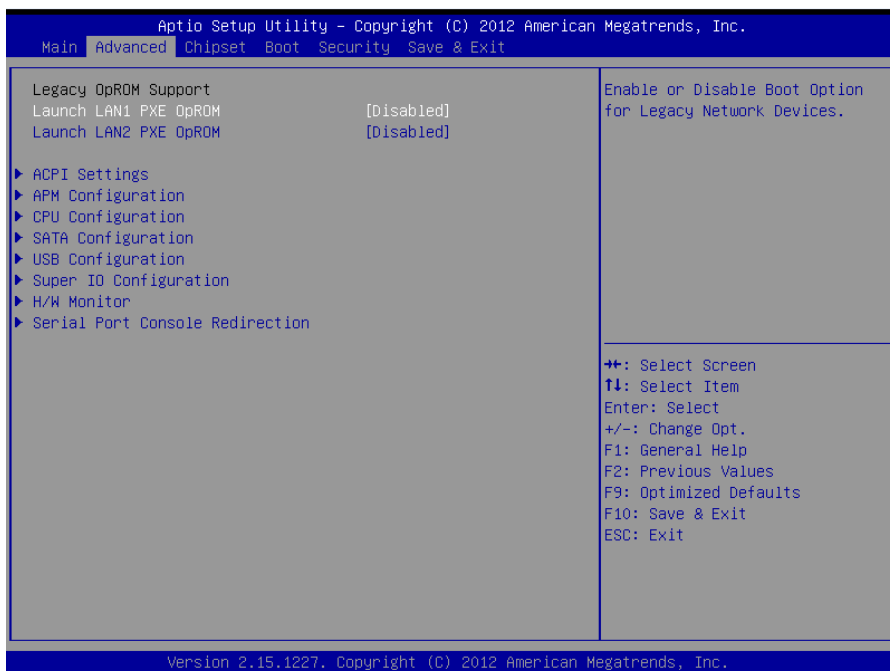 Aptio Setup Utility – Copyright (C) 2012 American Megatrends, Inc.
Main Advanced Chipset Boot Security Save & Exit
Legacy OpROM Support
Launch LAN1 PXE OpROM [Disabled]
Launch LAN2 PXE OpROM [Disabled]
ACPI Settings
APM Configuration
CPU Configuration
SATA Configuration
USB Configuration
Super IO Configuration
H/W Monitor
Serial Port Console Redirection
Enable or Disable Boot Option
for Legacy Network Devices.
→←: Select Screen
↑↓: Select Item
Enter: Select
+/-: Change Opt.
F1: General Help
F2: Previous Values
F9: Optimized Defaults
F10: Save & Exit
ESC: Exit
Version 2.15.1227. Copyright (C) 2012 American Megatrends, Inc.